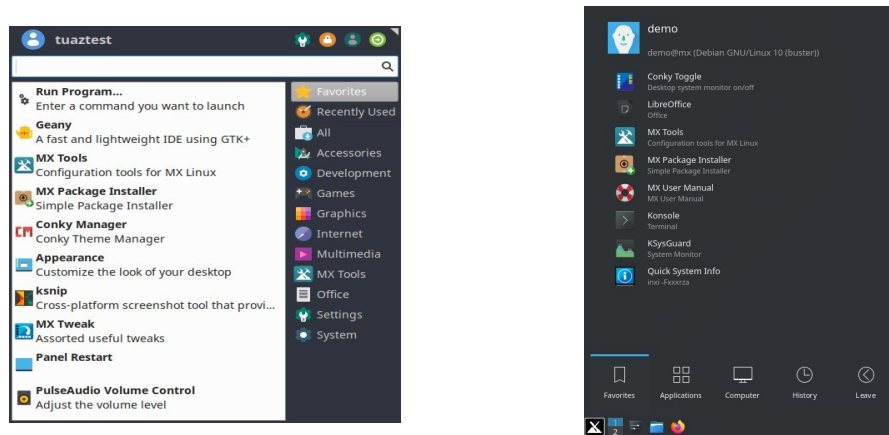 tuaztest
Run Program...
Enter a command you want to launch
Geany
A fast and lightweight IDE using GTK+
MX Tools
Configuration tools for MX Linux
MX Package Installer
Simple Package Installer
Conky Manager
Conky Theme Manager
Appearance
Customize the look of your desktop
ksnip
Cross-platform screenshot tool that provi...
MX Tweak
Assorted useful tweaks
Panel Restart
PulseAudio Volume Control
Adjust the volume level
Favorites
Recently Used
All
Accessories
Development
Games
Graphics
Internet
Multimedia
MX Tools
Office
Settings
System
demo
demo@mx (Debian GNU/Linux 10 (buster))
Conky Toggle
Desktop system monitor on/off
LibreOffice
Office
MX Tools
Configuration tools for MX Linux
MX Package Installer
Simple Package Installer
MX User Manual
MX User Manual
Konsole
Terminal
KSysGuard
System Monitor
Quick System Info
inxi -Fxxxrza
Favorites Applications Computer History Leave
1
2